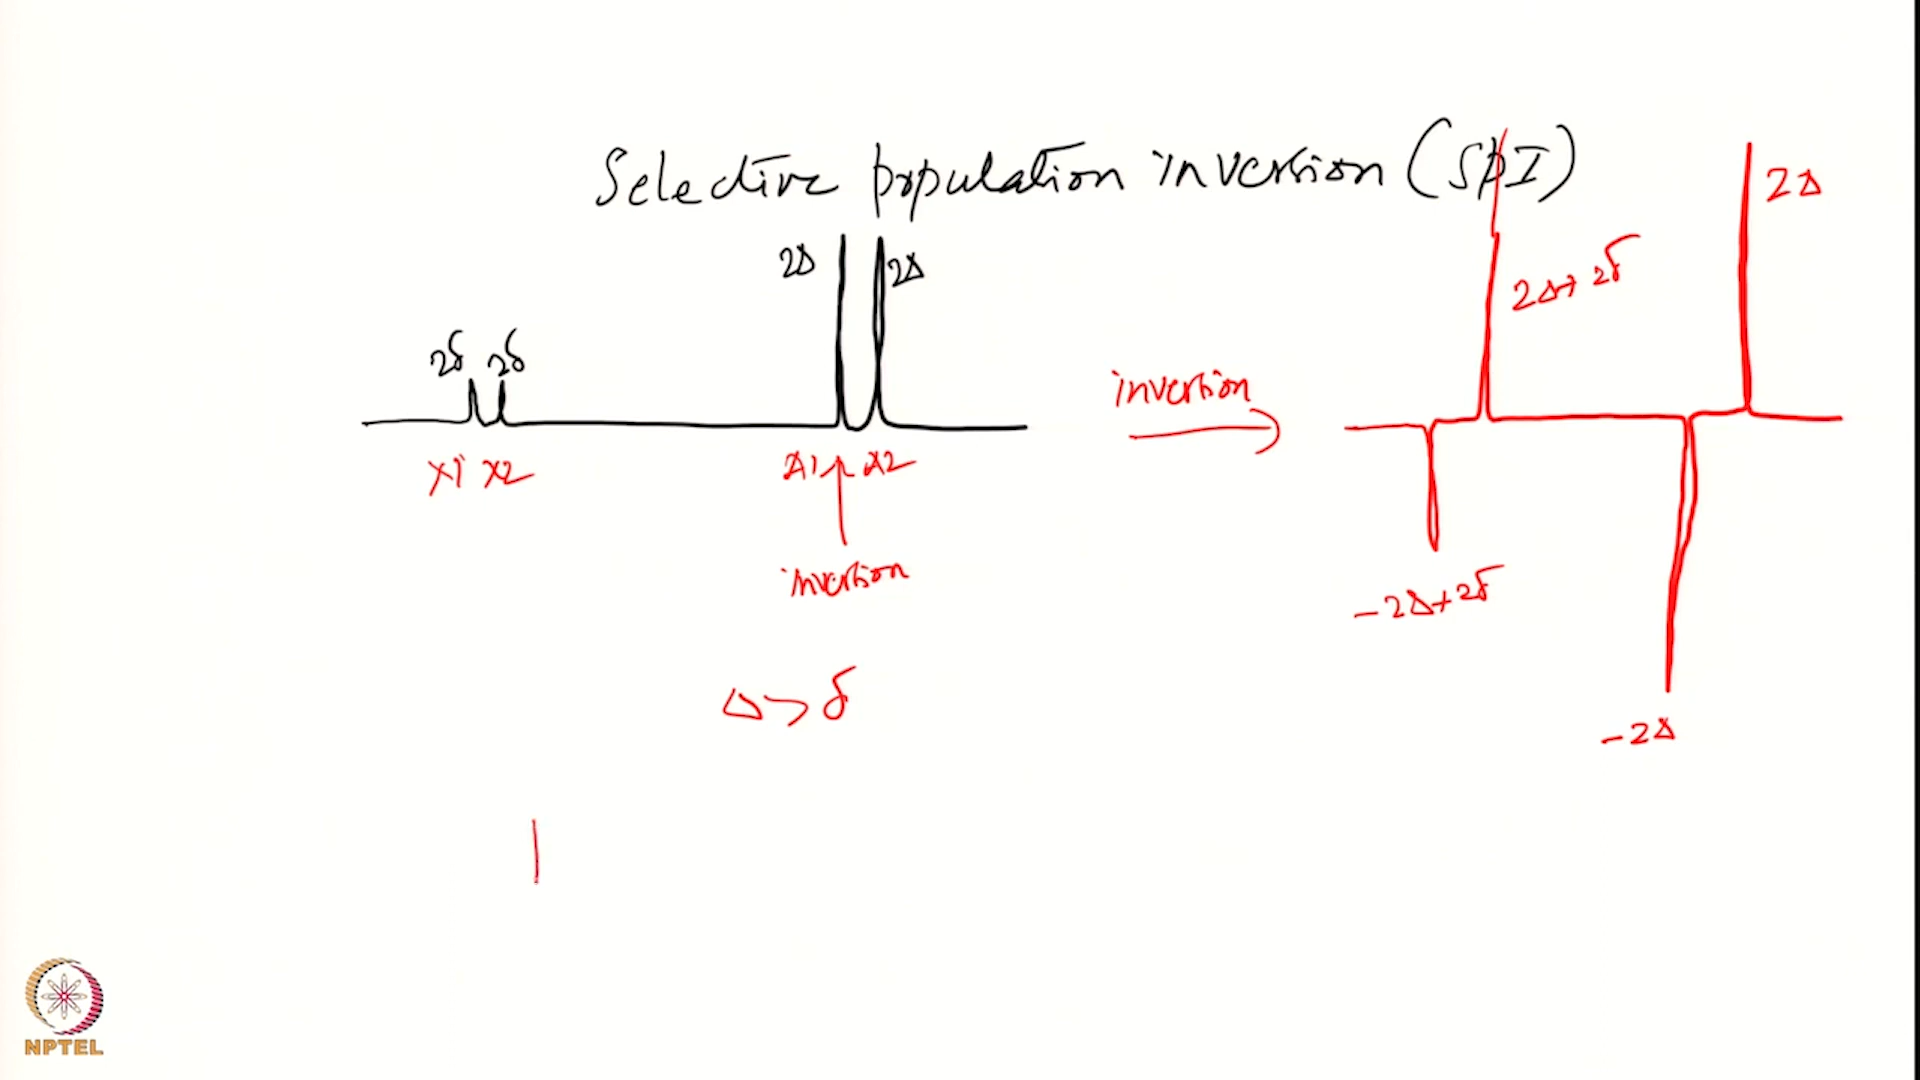 Selective population inversion (SPI)
2Δ
2Δ 2Δ
2Δ+2δ
2δ 2δ
inversion
X1 X2
A1 A2
inversion
-2Δ+2δ
Δ>δ
-2Δ
NPTEL